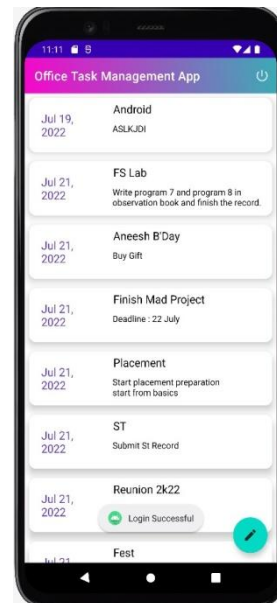 11:11
Office Task Management App
Jul 19,
2022
Android
ASLKJDI
Jul 21,
2022
FS Lab
Write program 7 and program 8 in
observation book and finish the record.
Jul 21,
2022
Aneesh B'Day
Buy Gift
Jul 21,
2022
Finish Mad Project
Deadline : 22 July
Jul 21,
2022
Placement
Start placement preparation
start from basics
Jul 21,
2022
ST
Submit St Record
Jul 21,
2022
Reunion 2k22
Login Successful
Jul 21
Fest